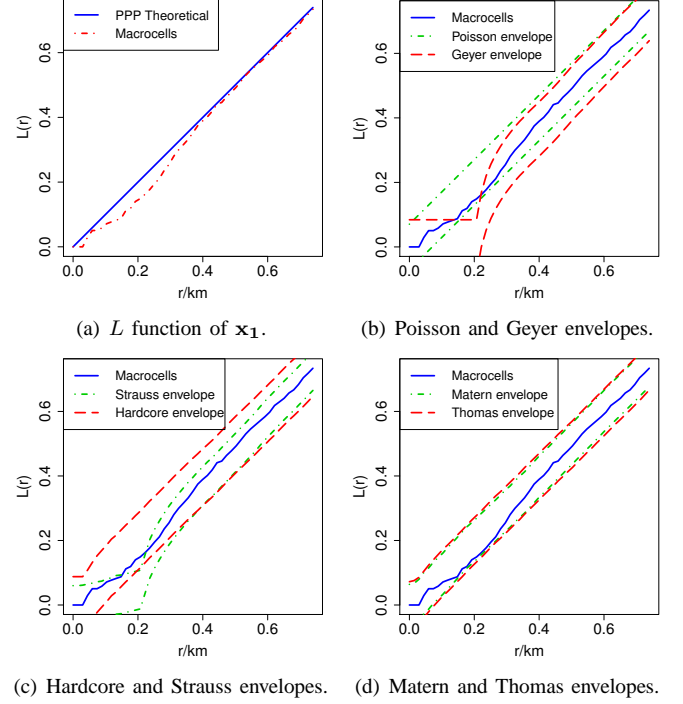 PPP Theoretical
Macrocells
L(r)
0.0 0.2 0.4 0.6
0.0 0.2 0.4 0.6
r/km
(a) L function of x₁.
Macrocells
Poisson envelope
Geyer envelope
L(r)
0.0 0.2 0.4 0.6
0.0 0.2 0.4 0.6
r/km
(b) Poisson and Geyer envelopes.
Macrocells
Strauss envelope
Hardcore envelope
L(r)
0.0 0.2 0.4 0.6
0.0 0.2 0.4 0.6
r/km
(c) Hardcore and Strauss envelopes.
Macrocells
Matern envelope
Thomas envelope
L(r)
0.0 0.2 0.4 0.6
0.0 0.2 0.4 0.6
r/km
(d) Matern and Thomas envelopes.